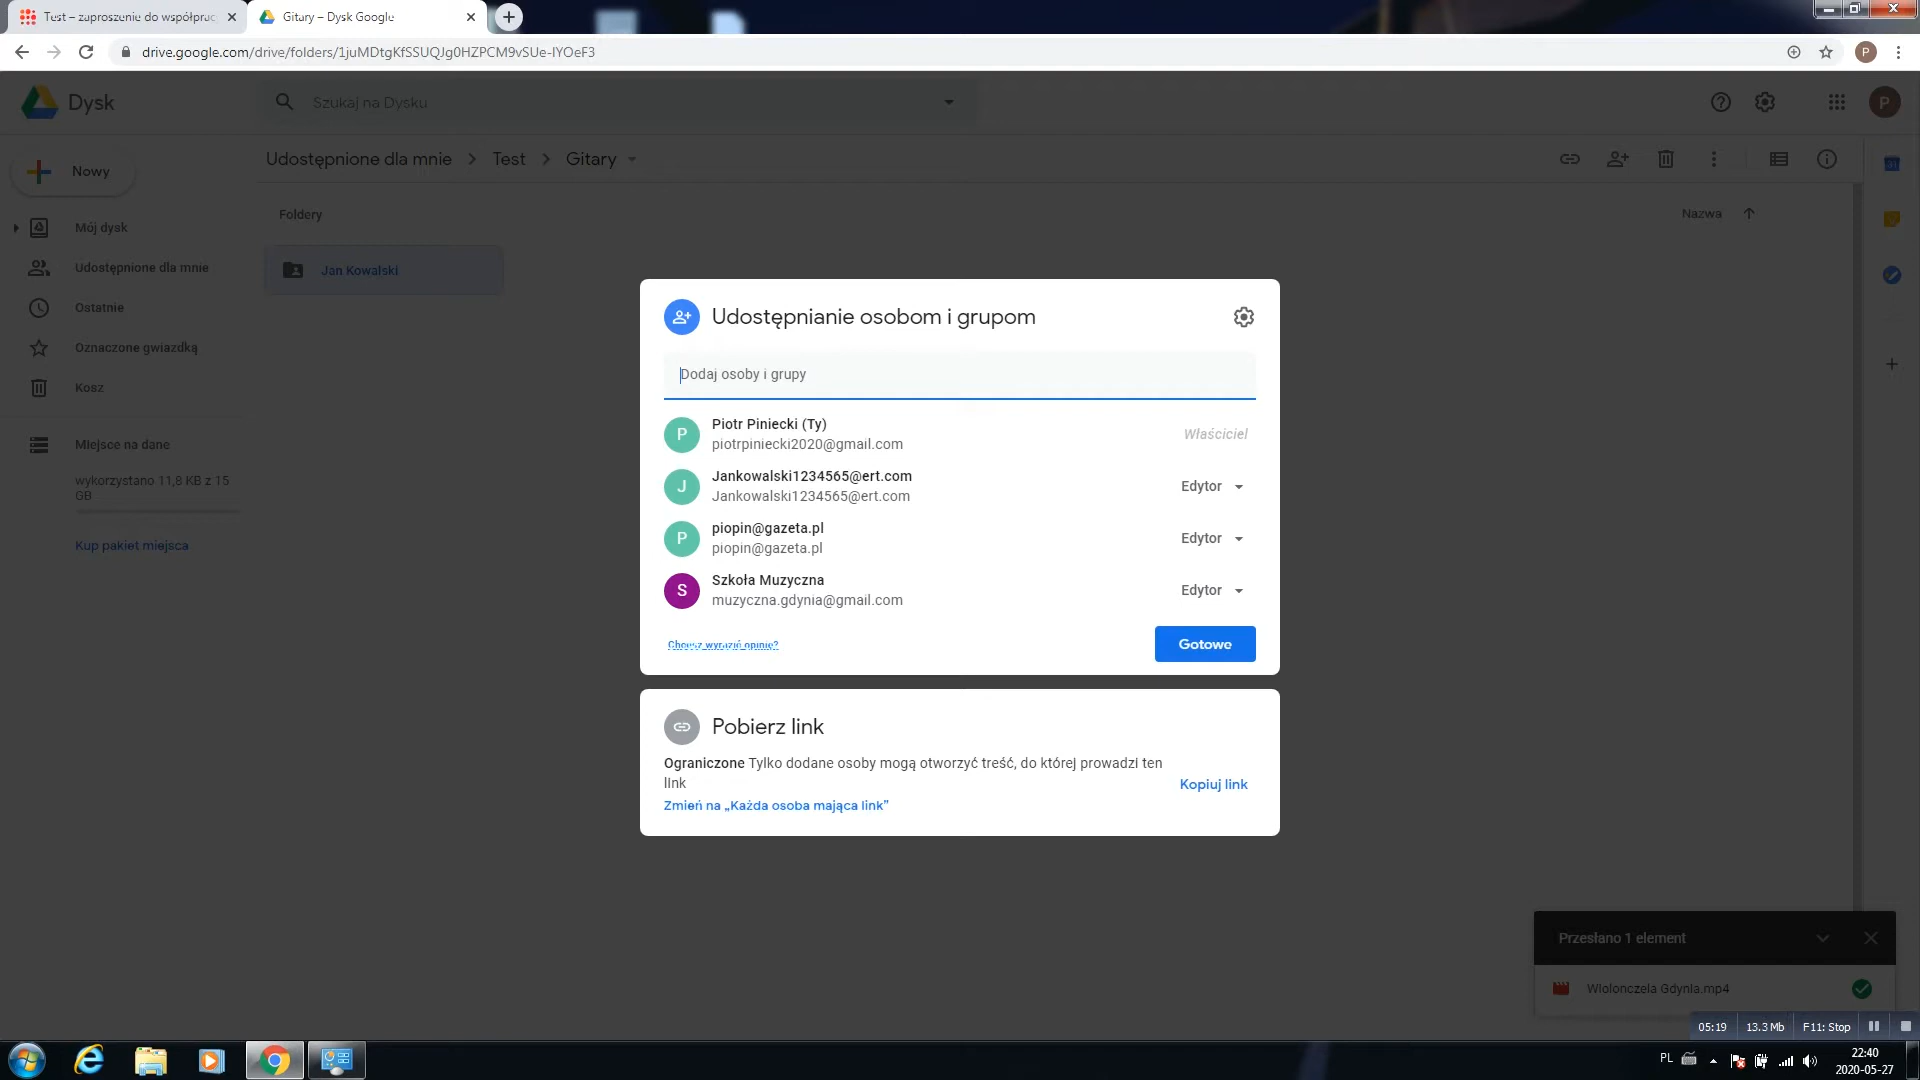 Test – zaproszenie do współprac
Gitary – Dysk Google
drive.google.com/drive/folders/1juMDtgKfSSUQJg0HZPCM9vSUe-IYOeF3
P
Dysk
Szukaj na Dysku
P
Nowy
Udostępnione dla mnie
Test
Gitary
Foldery
Nazwa
Mój dysk
Udostępnione dla mnie
Ostatnie
Oznaczone gwiazdką
Kosz
Miejsce na dane
wykorzystano 11,8 KB z 15
GB
Kup pakiet miejsca
Jan Kowalski
Udostępnianie osobom i grupom
Dodaj osoby i grupy
P
Piotr Piniecki (Ty)
piotrpiniecki2020@gmail.com
Właściciel
J
Jankowalski1234565@ert.com
Jankowalski1234565@ert.com
Edytor
P
piopin@gazeta.pl
piopin@gazeta.pl
Edytor
S
Szkoła Muzyczna
muzyczna.gdynia@gmail.com
Edytor
Chcesz wyrazić opinię?
Gotowe
Pobierz link
Ograniczone Tylko dodane osoby mogą otworzyć treść, do której prowadzi ten
link
Kopiuj link
Zmień na „Każda osoba mająca link”
31
Przesłano 1 element
Wiolonczela Gdynia.mp4
05:19
13.3 Mb
F11: Stop
PL
22:40
2020-05-27